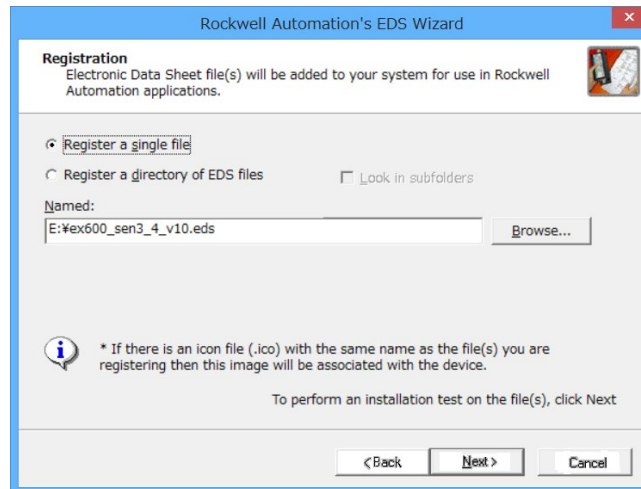 Rockwell Automation's EDS Wizard
Registration
Electronic Data Sheet file(s) will be added to your system for use in Rockwell
Automation applications.
Register a single file
Register a directory of EDS files
Look in subfolders
Named:
E:¥ex600_sen3_4_v10.eds
Browse...
* If there is an icon file (.ico) with the same name as the file(s) you are
registering then this image will be associated with the device.
To perform an installation test on the file(s), click Next
<Back
Next>
Cancel